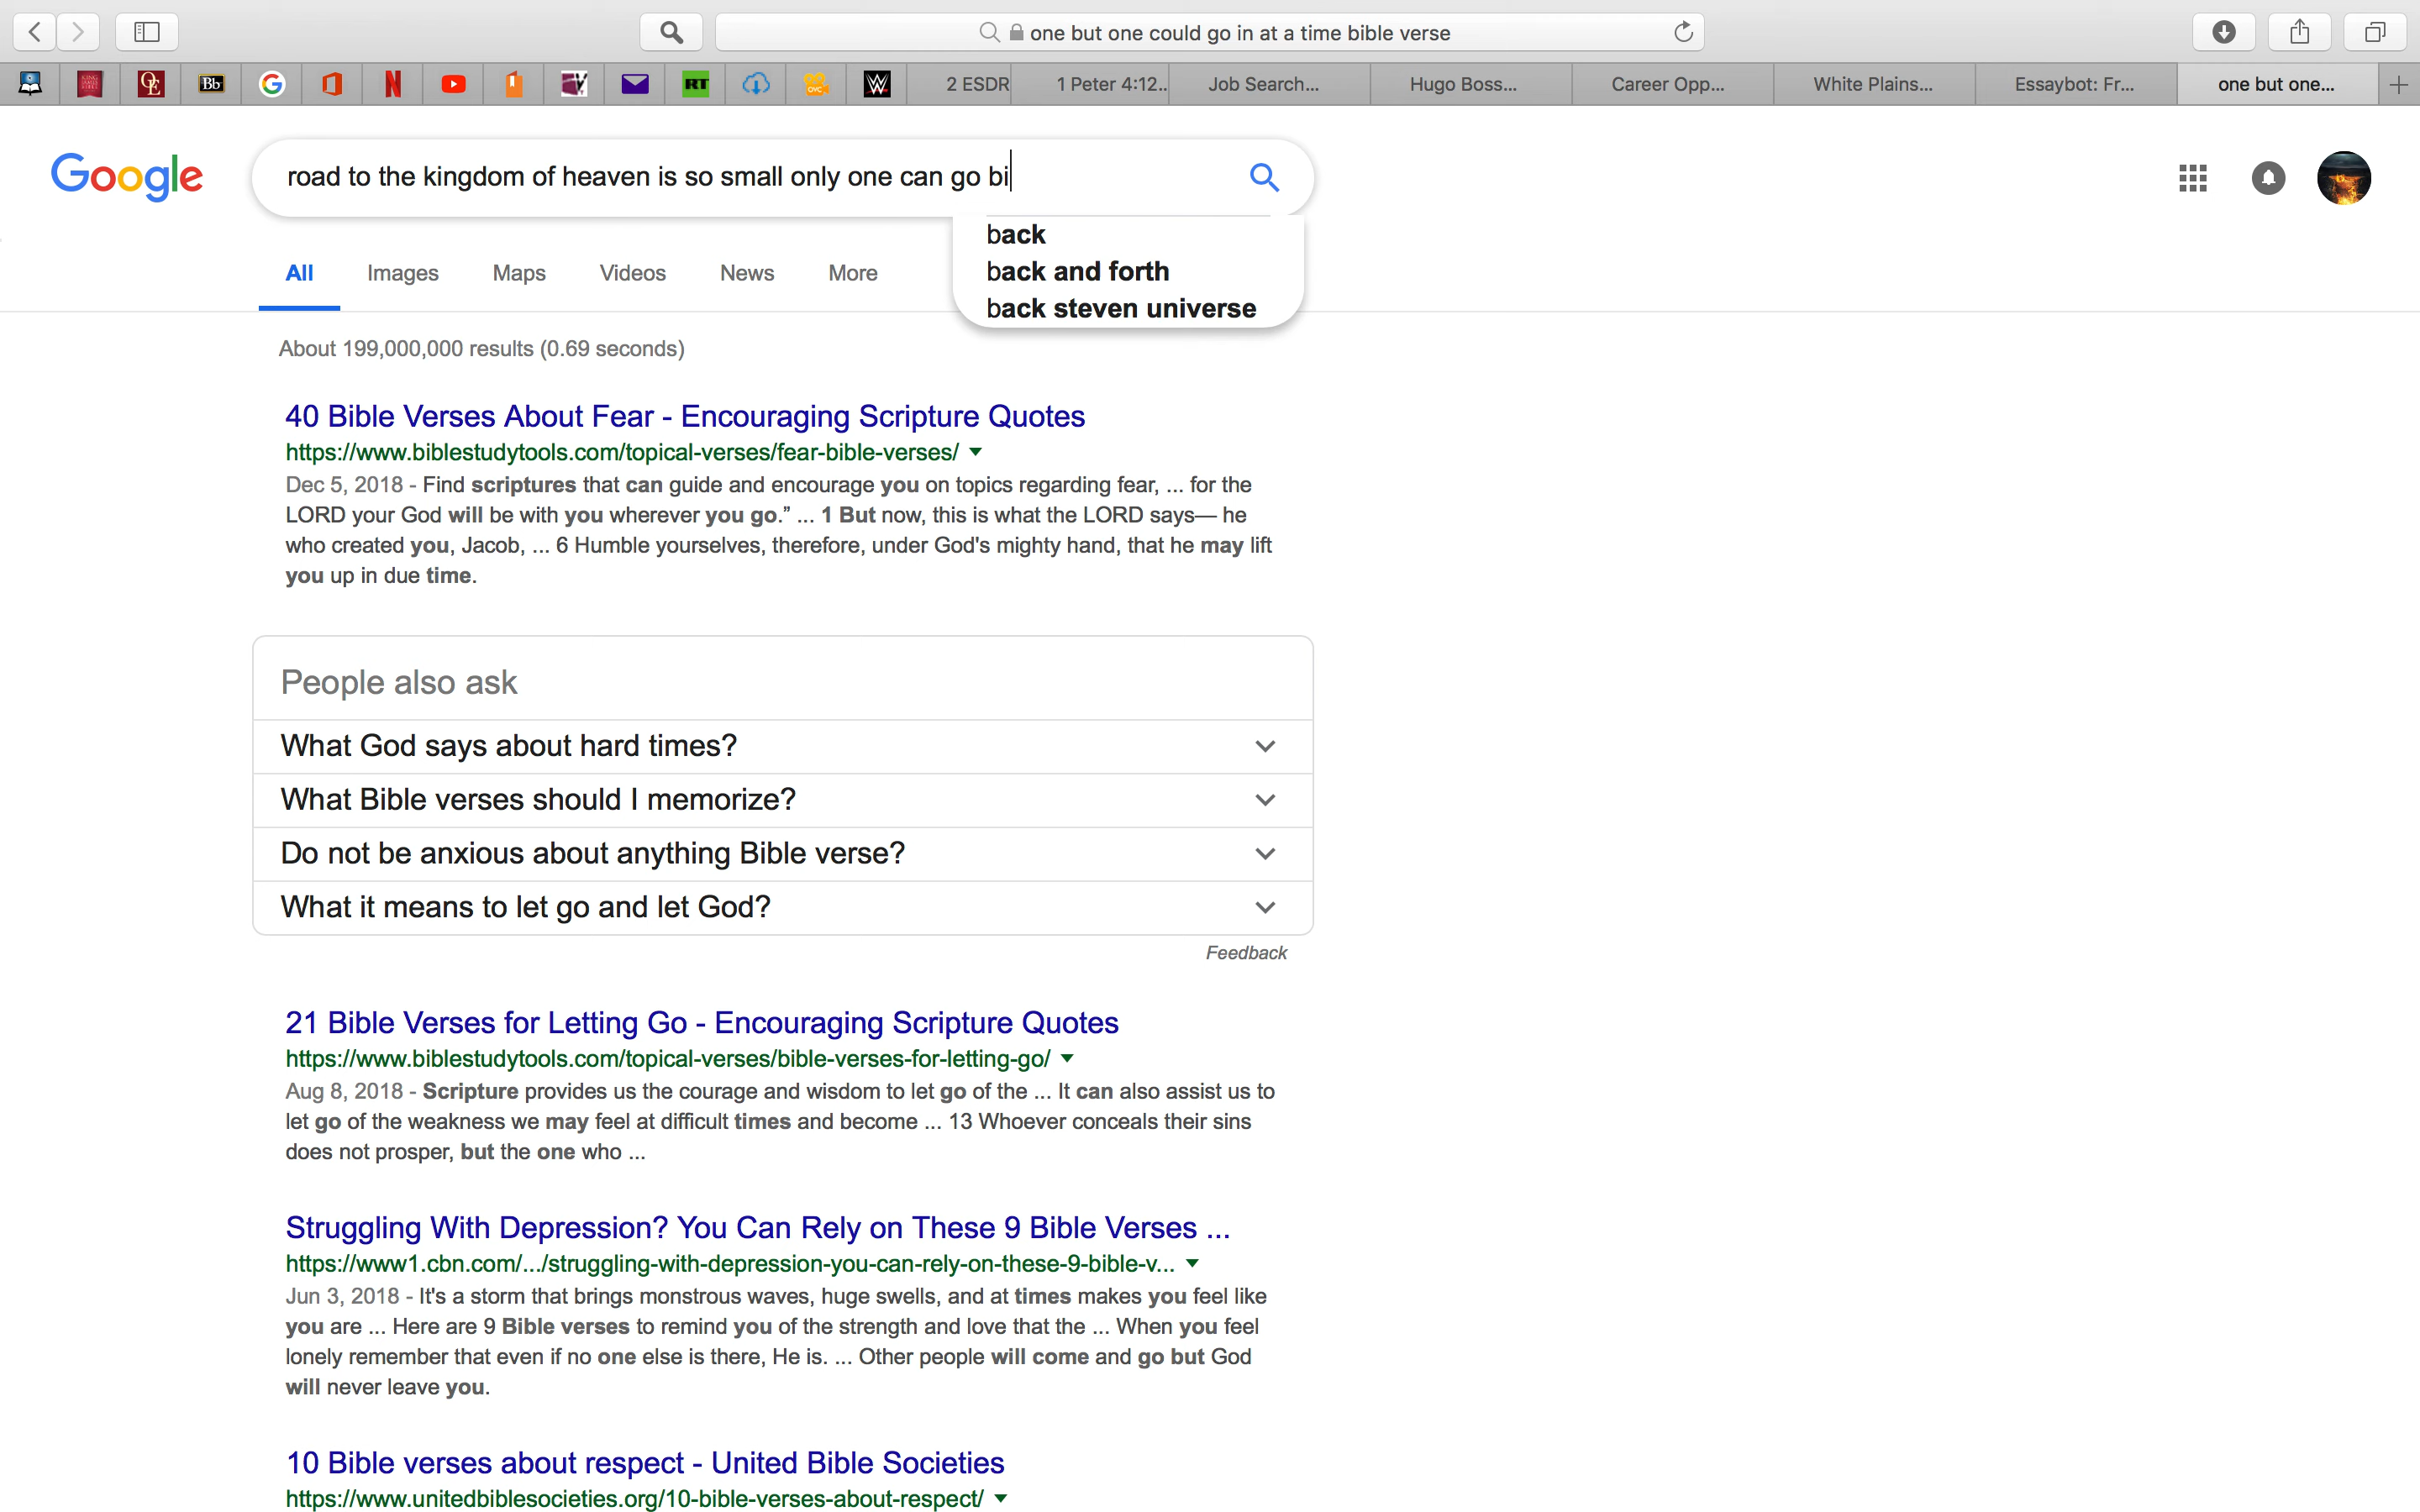 one but one could go in at a time bible verse
Bb
RT
2 ESDR
1 Peter 4:12..
Job Search...
Hugo Boss...
Career Opp...
White Plains...
Essaybot: Fr...
one but one...
Google
road to the kingdom of heaven is so small only one can go bi
back
back and forth
back steven universe
All Images Maps Videos News More
About 199,000,000 results (0.69 seconds)
40 Bible Verses About Fear - Encouraging Scripture Quotes
https://www.biblestudytools.com/topical-verses/fear-bible-verses/
Dec 5, 2018 - Find scriptures that can guide and encourage you on topics regarding fear, ... for the
LORD your God will be with you wherever you go.” ... 1 But now, this is what the LORD says— he
who created you, Jacob, ... 6 Humble yourselves, therefore, under God's mighty hand, that he may lift
you up in due time.
People also ask
What God says about hard times?
What Bible verses should I memorize?
Do not be anxious about anything Bible verse?
What it means to let go and let God?
Feedback
21 Bible Verses for Letting Go - Encouraging Scripture Quotes
https://www.biblestudytools.com/topical-verses/bible-verses-for-letting-go/
Aug 8, 2018 - Scripture provides us the courage and wisdom to let go of the ... It can also assist us to
let go of the weakness we may feel at difficult times and become ... 13 Whoever conceals their sins
does not prosper, but the one who ...
Struggling With Depression? You Can Rely on These 9 Bible Verses ...
https://www1.cbn.com/.../struggling-with-depression-you-can-rely-on-these-9-bible-v...
Jun 3, 2018 - It's a storm that brings monstrous waves, huge swells, and at times makes you feel like
you are ... Here are 9 Bible verses to remind you of the strength and love that the ... When you feel
lonely remember that even if no one else is there, He is. ... Other people will come and go but God
will never leave you.
10 Bible verses about respect - United Bible Societies
https://www.unitedbiblesocieties.org/10-bible-verses-about-respect/